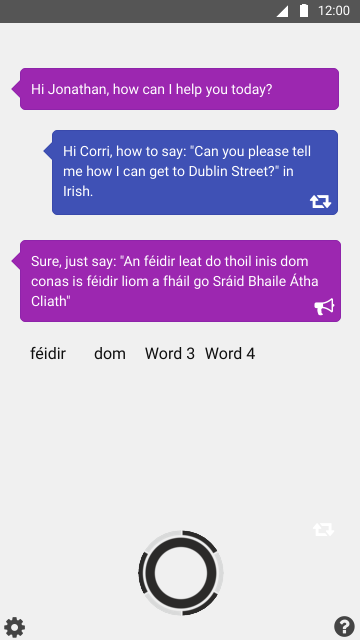 12:00
Hi Jonathan, how can I help you today?
Hi Corri, how to say: "Can you please tell
me how I can get to Dublin Street?" in
Irish.
Sure, just say: "An féidir leat do thoil inis dom
conas is féidir liom a fháil go Sráid Bhaile Átha
Cliath"
féidir dom Word 3 Word 4